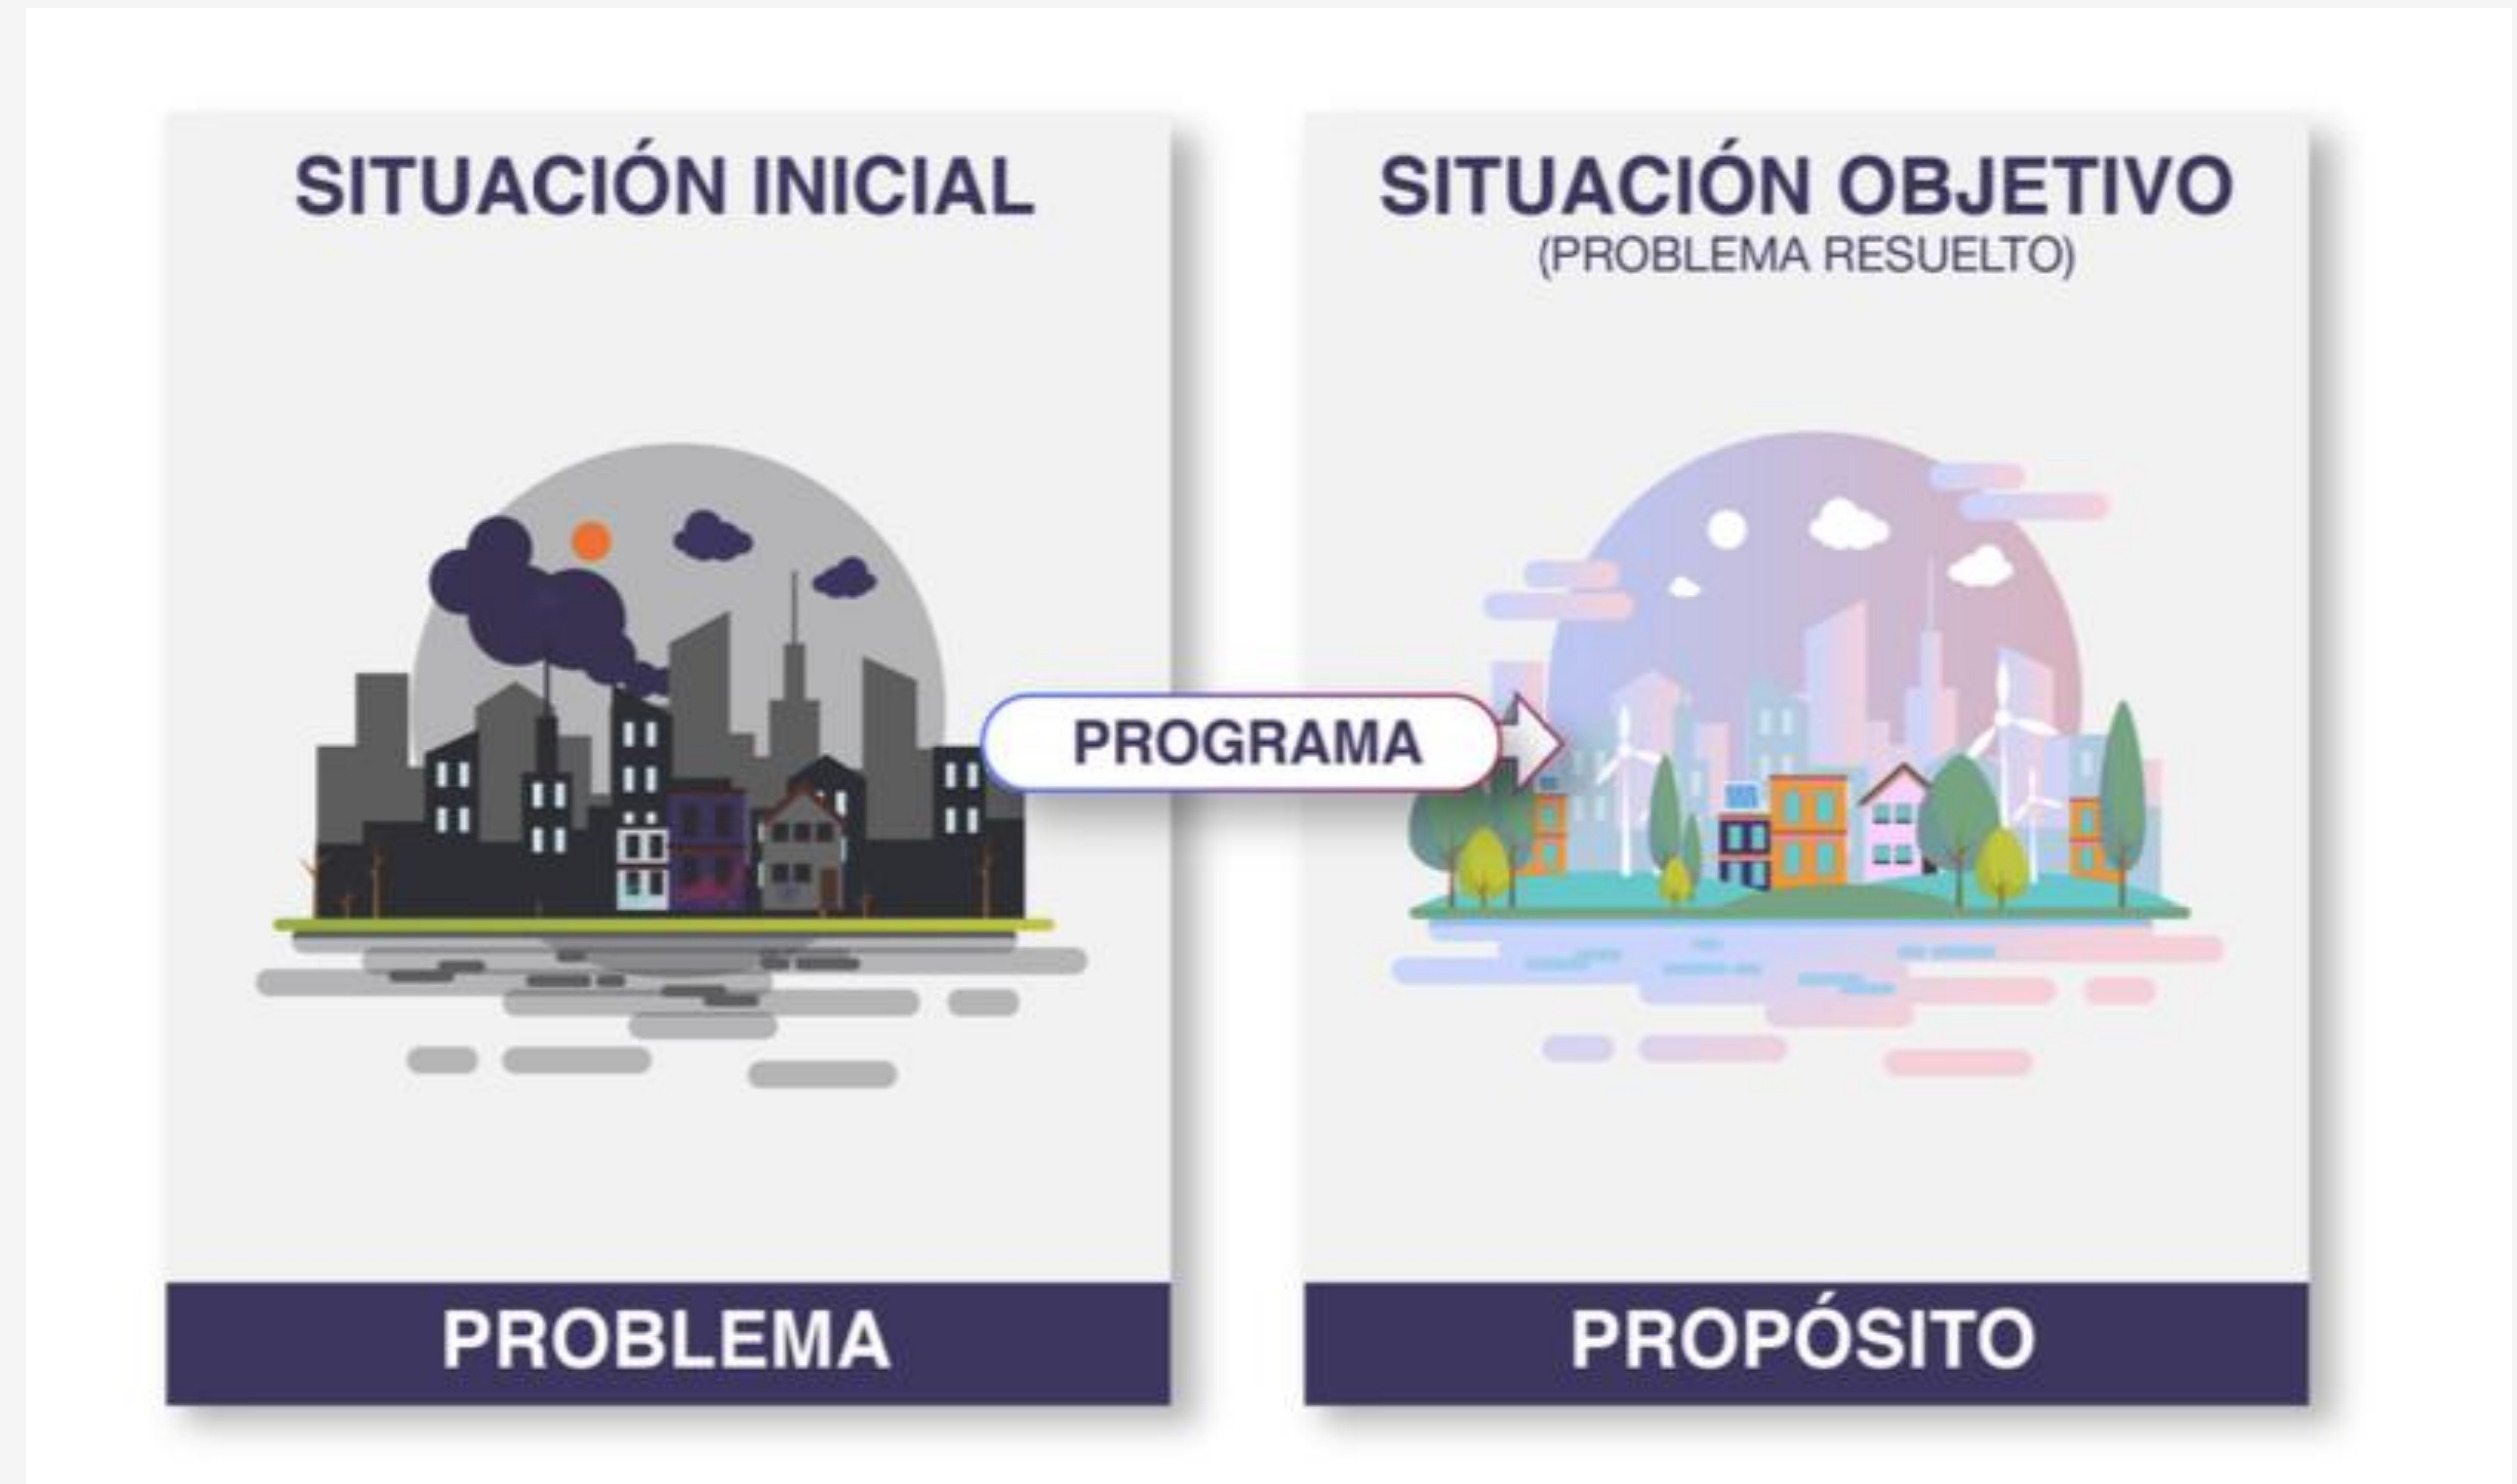 SITUACIÓN INICIAL
PROBLEMA
PROGRAMA
SITUACIÓN OBJETIVO
(PROBLEMA RESUELTO)
PROPÓSITO